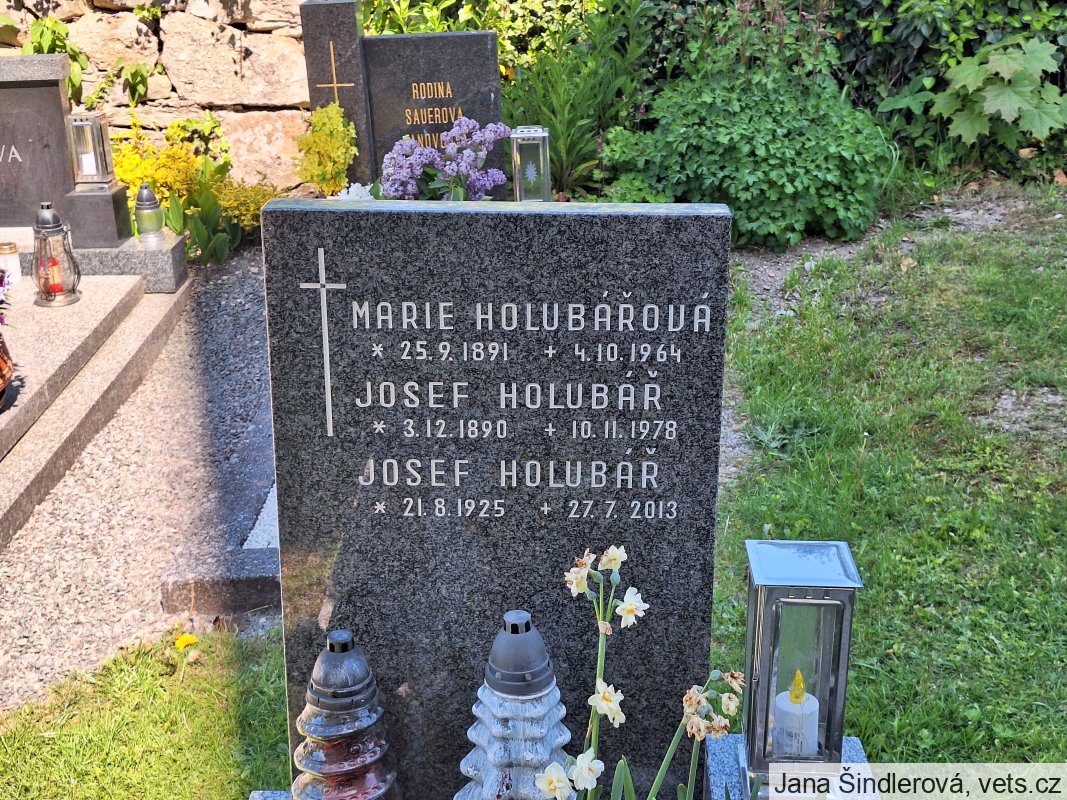 RODINA
SAUEROVA
VA
MARIE HOLUBÁŘOVÁ
* 25.9.1891 + 4.10.1964
JOSEF HOLUBÁŘ
* 3.12.1890 + 10.11.1978
JOSEF HOLUBÁŘ
* 21.8.1925 + 27.7.2013
Jana Šindlerová, vets.cz